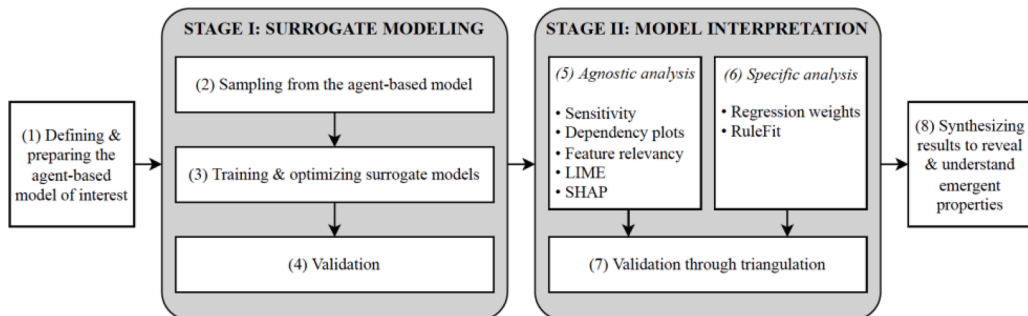 (1) Defining &
preparing the
agent-based
model of interest
STAGE I: SURROGATE MODELING
(2) Sampling from the agent-based model
(3) Training & optimizing surrogate models
(4) Validation
STAGE II: MODEL INTERPRETATION
(5) Agnostic analysis
• Sensitivity
• Dependency plots
• Feature relevancy
• LIME
• SHAP
(6) Specific analysis
• Regression weights
• RuleFit
(7) Validation through triangulation
(8) Synthesizing
results to reveal
& understand
emergent
properties